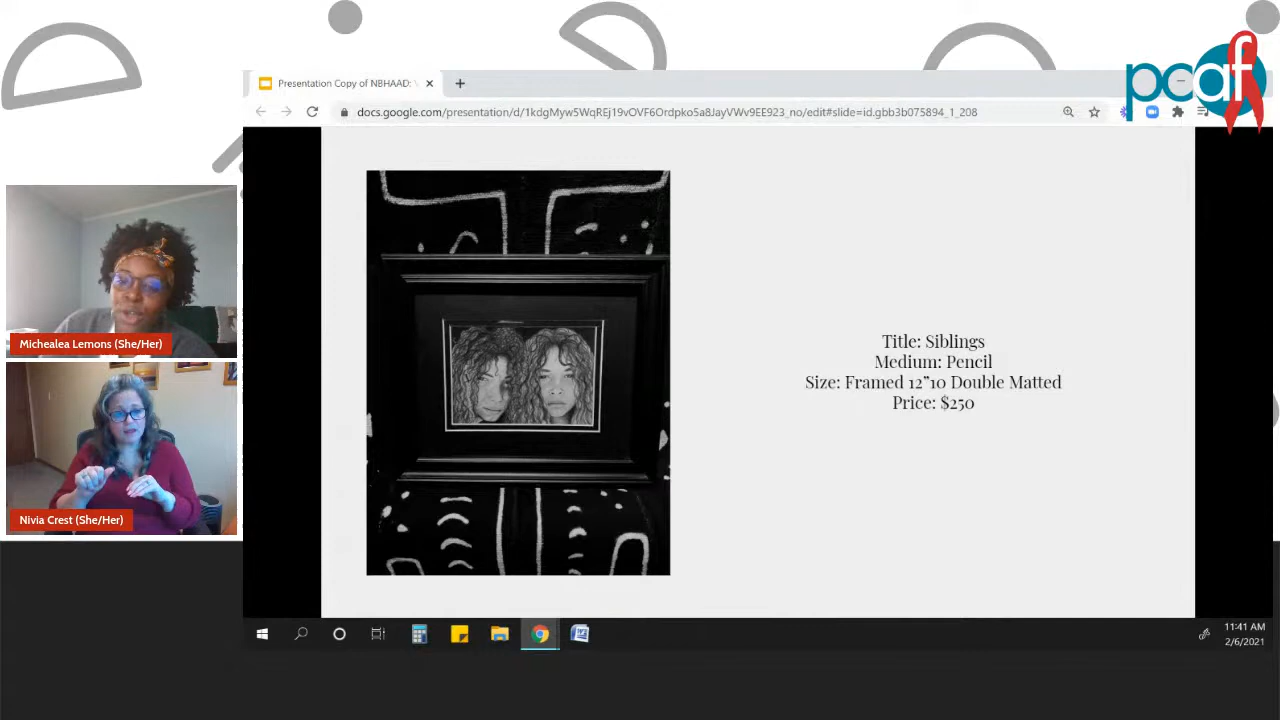 pcaf
Presentation Copy of NBHAAD: V
docs.google.com/presentation/d/1kdgMyw5WqREj19vOVF6Ordpko5a8JayVWv9EE923_no/edit#slide=id.gbb3b075894_1_208
Micheala Lemons (She/Her)
Nivia Crest (She/Her)
Title: Siblings
Medium: Pencil
Size: Framed 12”10 Double Matted
Price: $250
11:41 AM
2/6/2021